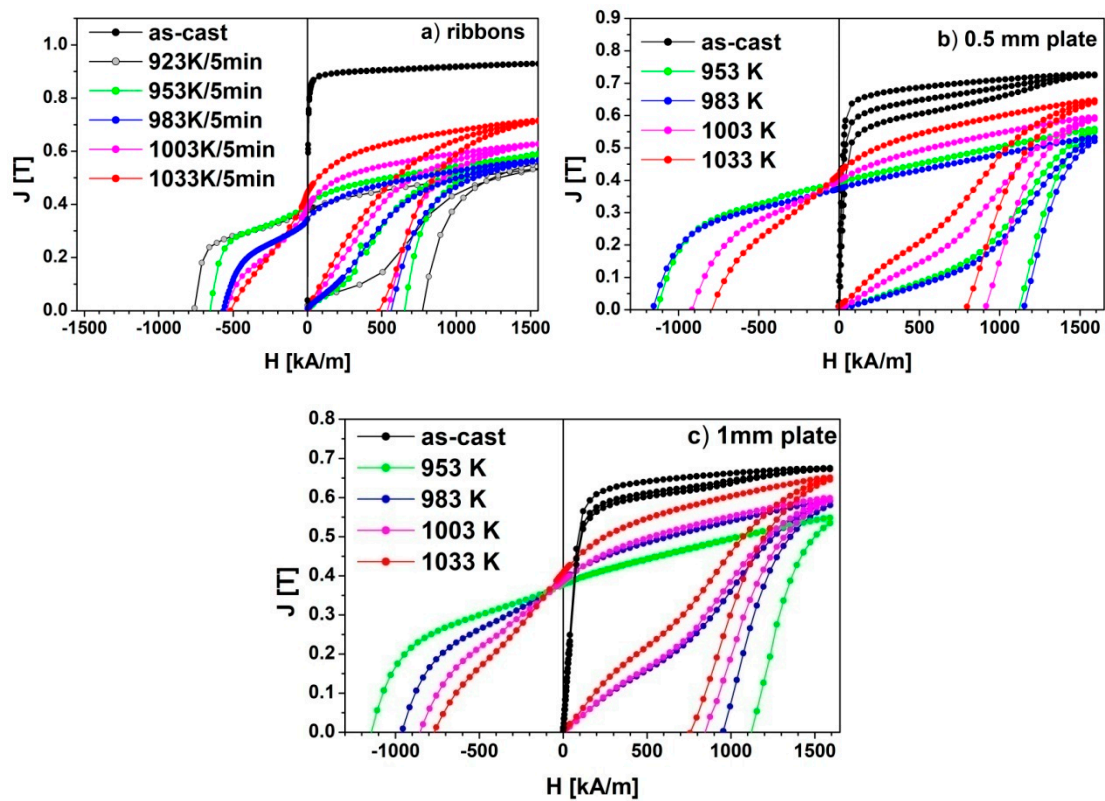 a) ribbons
as-cast
923K/5min
953K/5min
983K/5min
1003K/5min
1033K/5min
J [T]
1.0
0.8
0.6
0.4
0.2
0.0
-1500 -1000 -500 0 500 1000 1500
H [kA/m]
b) 0.5 mm plate
as-cast
953 K
983 K
1003 K
1033 K
J [T]
0.9
0.8
0.7
0.6
0.5
0.4
0.3
0.2
0.1
0.0
-1000 -500 0 500 1000 1500
H [kA/m]
c) 1mm plate
as-cast
953 K
983 K
1003 K
1033 K
J [T]
0.8
0.7
0.6
0.5
0.4
0.3
0.2
0.1
0.0
-1000 -500 0 500 1000 1500
H [kA/m]